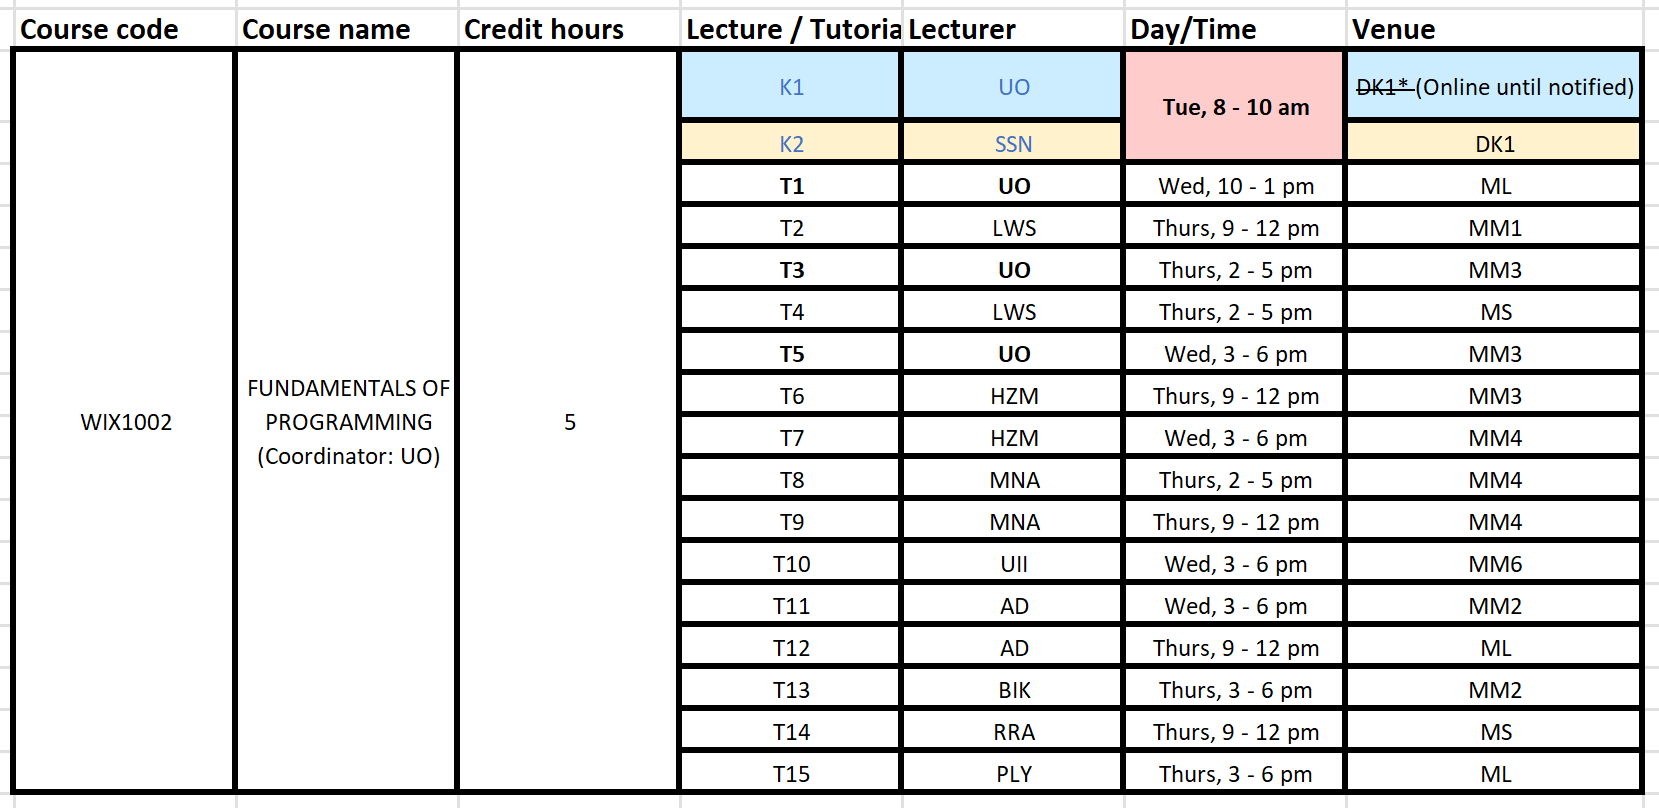 Course code Course name Credit hours Lecture / Tutoria Lecturer Day/Time Venue
K1 UO Tue, 8 - 10 am DK1* (Online until notified)
K2 SSN DK1
T1 UO Wed, 10 - 1 pm ML
T2 LWS Thurs, 9 - 12 pm MM1
T3 UO Thurs, 2 - 5 pm MM3
T4 LWS Thurs, 2 - 5 pm MS
T5 UO Wed, 3 - 6 pm MM3
WIX1002
FUNDAMENTALS OF
PROGRAMMING
(Coordinator: UO)
5
T6 HZM Thurs, 9 - 12 pm MM3
T7 HZM Wed, 3 - 6 pm MM4
T8 MNA Thurs, 2 - 5 pm MM4
T9 MNA Thurs, 9 - 12 pm MM4
T10 UII Wed, 3 - 6 pm MM6
T11 AD Wed, 3 - 6 pm MM2
T12 AD Thurs, 9 - 12 pm ML
T13 BIK Thurs, 3 - 6 pm MM2
T14 RRA Thurs, 9 - 12 pm MS
T15 PLY Thurs, 3 - 6 pm ML